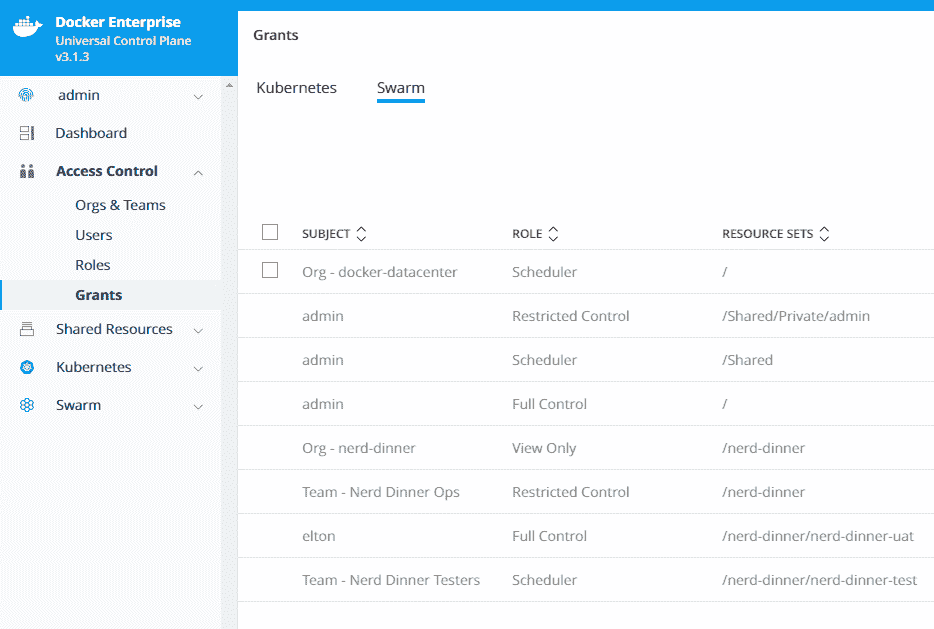 Docker Enterprise
Universal Control Plane
v3.1.3
admin
Dashboard
Access Control
Orgs & Teams
Users
Roles
Grants
Shared Resources
Kubernetes
Swarm
Grants
Kubernetes Swarm
SUBJECT ROLE RESOURCE SETS
Org - docker-datacenter Scheduler /
admin Restricted Control /Shared/Private/admin
admin Scheduler /Shared
admin Full Control /
Org - nerd-dinner View Only /nerd-dinner
Team - Nerd Dinner Ops Restricted Control /nerd-dinner
elton Full Control /nerd-dinner/nerd-dinner-uat
Team - Nerd Dinner Testers Scheduler /nerd-dinner/nerd-dinner-test